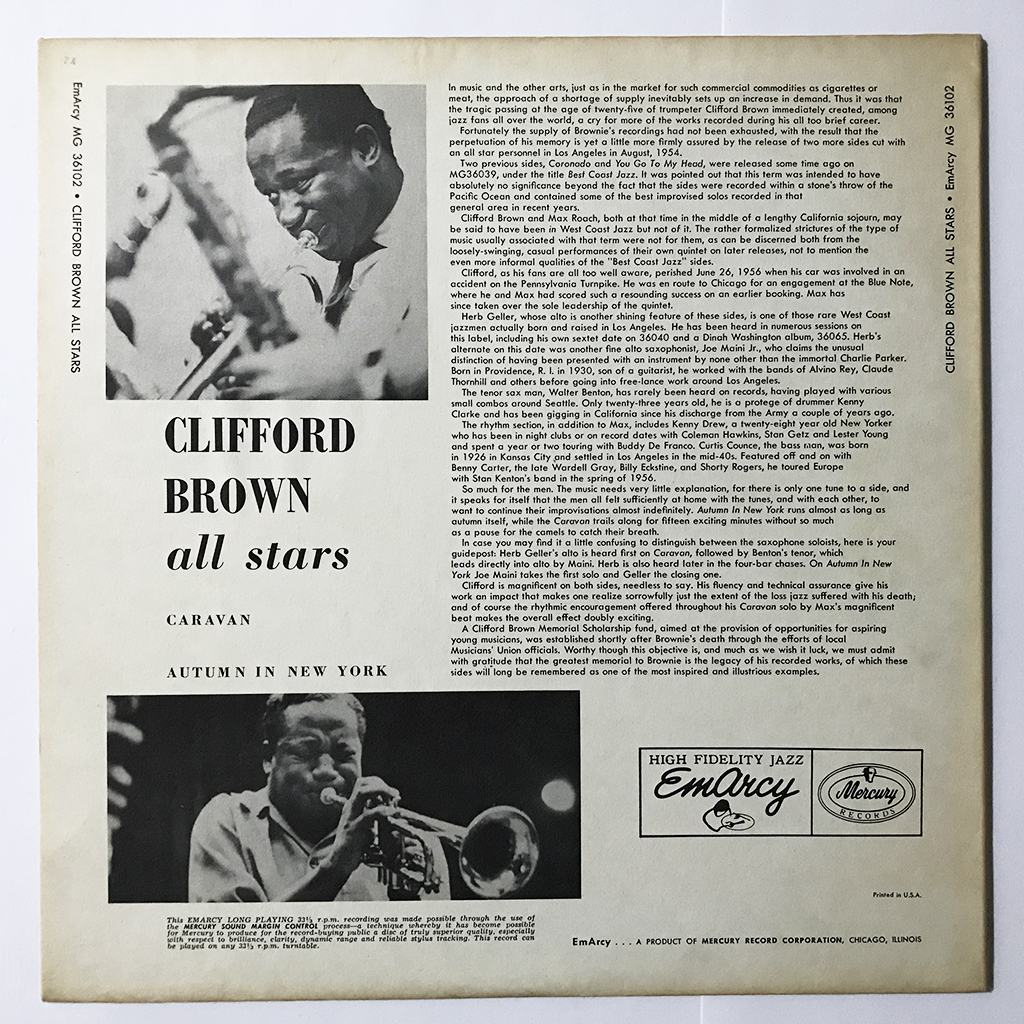 EmArcy MG 36102 • CLIFFORD BROWN ALL STARS
CLIFFORD
BROWN
all stars
CARAVAN
AUTUMN IN NEW YORK
In music and the other arts, just as in the market for such commercial commodities as cigarettes or
meat, the approach of a shortage of supply inevitably sets up an increase in demand. Thus it was that
the tragic passing at the age of twenty-five of trumpeter Clifford Brown immediately created, among
jazz fans all over the world, a cry for more of the works recorded during his all too brief career.
Fortunately the supply of Brownie's recordings had not been exhausted, with the result that the
perpetuation of his memory is yet a little more firmly assured by the release of two more sides cut with
an all star personnel in Los Angeles in August, 1954.
Two previous sides, Coronado and You Go To My Head, were released some time ago on
MG36039, under the title Best Coast Jazz. It was pointed out that this term was intended to have
absolutely no significance beyond the fact that the sides were recorded within a stone's throw of the
Pacific Ocean and contained some of the best improvised solos recorded in that
general area in recent years.
Clifford Brown and Max Roach, both at that time in the middle of a lengthy California sojourn, may
be said to have been in West Coast Jazz but not of it. The rather formalized strictures of the type of
music usually associated with that term were not for them, as can be discerned both from the
loosely-swinging, casual performances of their own quintet on later releases, not to mention the
even more informal qualities of the "Best Coast Jazz" sides.
Clifford, as his fans are all too well aware, perished June 26, 1956 when his car was involved in an
accident on the Pennsylvania Turnpike. He was en route to Chicago for an engagement at the Blue Note,
where he and Max had scored such a resounding success on an earlier booking. Max has
since taken over the sole leadership of the quintet.
Herb Geller, whose alto is another shining feature of these sides, is one of those rare West Coast
jazzmen actually born and raised in Los Angeles. He has been heard in numerous sessions on
this label, including his own sextet date on 36040 and a Dinah Washington album, 36065. Herb's
alternate on this date was another fine alto saxophonist, Joe Maini Jr., who claims the unusual
distinction of having been presented with an instrument by none other than the immortal Charlie Parker.
Born in Providence, R. I. in 1930, son of a guitarist, he worked with the bands of Alvino Rey, Claude
Thornhill and others before going into free-lance work around Los Angeles.
The tenor sax man, Walter Benton, has rarely been heard on records, having played with various
small combos around Seattle. Only twenty-three years old, he is a protege of drummer Kenny
Clarke and has been gigging in California since his discharge from the Army a couple of years ago.
The rhythm section, in addition to Max, includes Kenny Drew, a twenty-eight year old New Yorker
who has been in night clubs or on record dates with Coleman Hawkins, Stan Getz and Lester Young
and spent a year or two touring with Buddy De Franco. Curtis Counce, the bass man, was born
in 1926 in Kansas City and settled in Los Angeles in the mid-40s. Featured off and on with
Benny Carter, the late Wardell Gray, Billy Eckstine, and Shorty Rogers, he toured Europe
with Stan Kenton's band in the spring of 1956.
So much for the men. The music needs very little explanation, for there is only one tune to a side, and
it speaks for itself that the men all felt sufficiently at home with the tunes, and with each other, to
want to continue their improvisations almost indefinitely. Autumn In New York runs almost as long as
autumn itself, while the Caravan trails along for fifteen exciting minutes without so much
as a pause for the camels to catch their breath.
In case you may find it a little confusing to distinguish between the saxophone soloists, here is your
guidepost: Herb Geller's alto is heard first on Caravan, followed by Benton's tenor, which
leads directly into alto by Maini. Herb is also heard later in the four-bar chases. On Autumn In New
York Joe Maini takes the first solo and Geller the closing one.
Clifford is magnificent on both sides, needless to say. His fluency and technical assurance give his
work an impact that makes one realize sorrowfully just the extent of the loss jazz suffered with his death;
and of course the rhythmic encouragement offered throughout his Caravan solo by Max's magnificent
beat makes the overall effect doubly exciting.
A Clifford Brown Memorial Scholarship fund, aimed at the provision of opportunities for aspiring
young musicians, was established shortly after Brownie's death through the efforts of local
Musicians' Union officials. Worthy though this objective is, and much as we wish it luck, we must admit
with gratitude that the greatest memorial to Brownie is the legacy of his recorded works, of which these
sides will long be remembered as one of the most inspired and illustrious examples.
CLIFFORD BROWN ALL STARS • EmArcy MG 36102
HIGH FIDELITY JAZZ
EmArcy
Mercury
RECORDS
Printed in U.S.A.
This EMARCY LONG PLAYING 33⅓ r.p.m. recording was made possible through the use of
the MERCURY SOUND MARGIN CONTROL process—a technique whereby it has become possible
for Mercury to produce for the record-buying public a disc of truly superior quality, especially
with respect to brilliance, clarity, dynamic range and reliable stylus tracking. This record can
be played on any 33⅓ r.p.m. turntable.
EmArcy . . . A PRODUCT OF MERCURY RECORD CORPORATION, CHICAGO, ILLINOIS